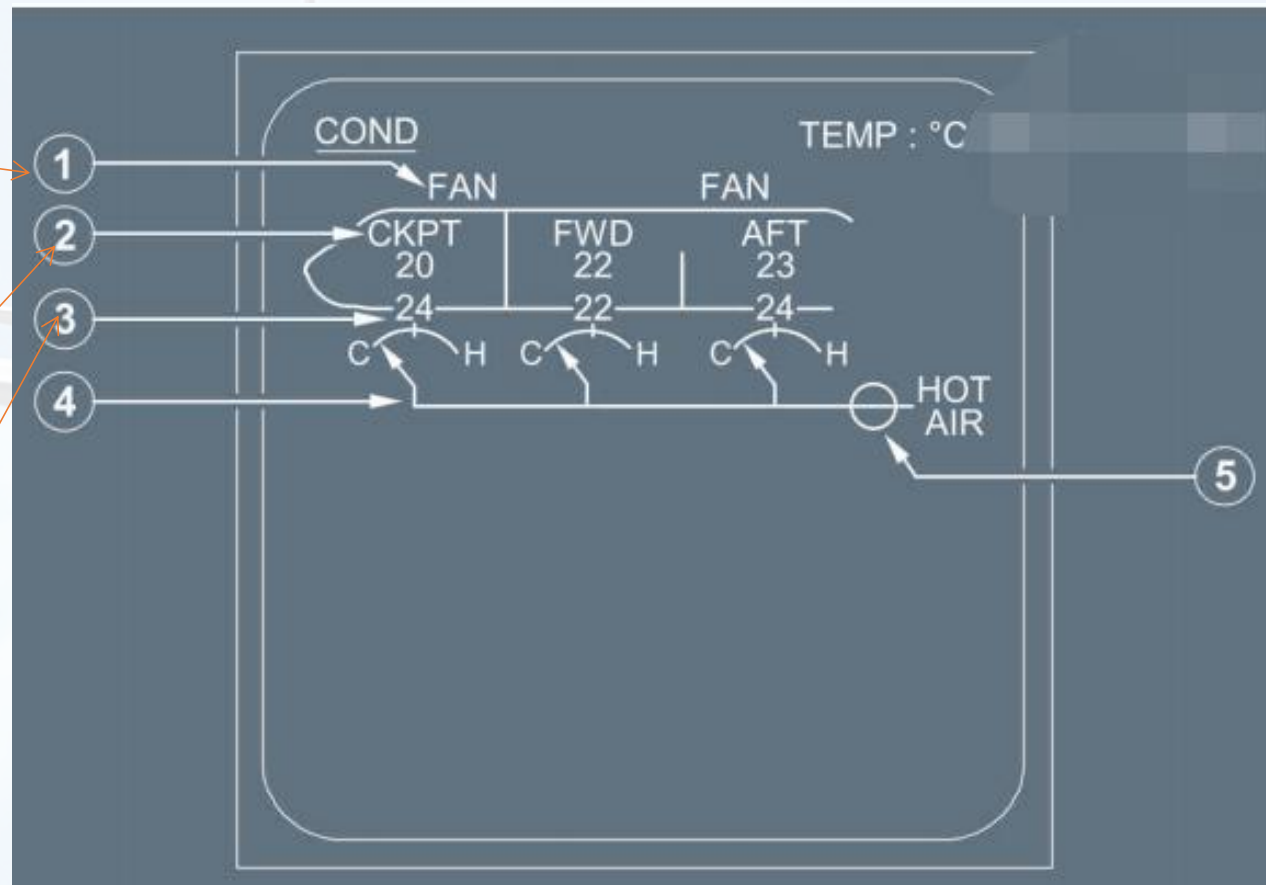 COND TEMP : °C
1
FAN FAN
2 CKPT FWD AFT
20 22 23
3 24 22 24
C H C H C H
4 HOT
AIR
5